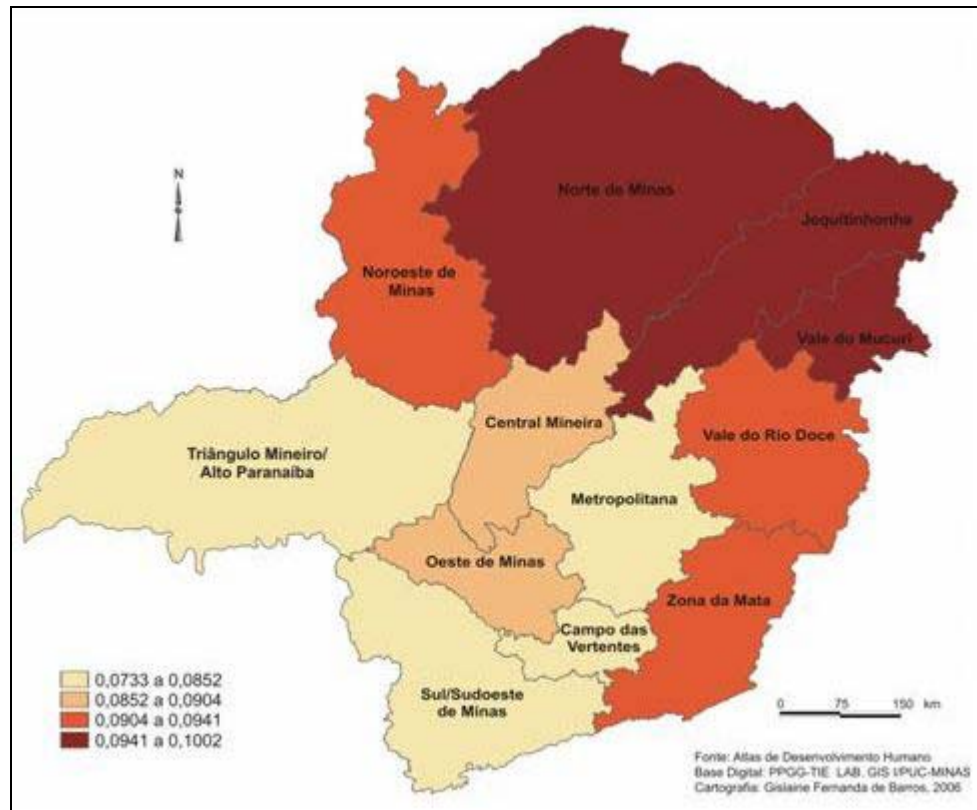 N
Norte de Minas
Jequitinhonha
Noroeste de
Minas
Vale do Mucuri
Central Mineira
Vale do Rio Doce
Triângulo Mineiro/
Alto Paranaíba
Metropolitana
Oeste de Minas
Zona da Mata
Campo das
Vertentes
Sul/Sudoeste
de Minas
0,0733 a 0,0852
0,0852 a 0,0904
0,0904 a 0,0941
0,0941 a 0,1002
0 75 150 km
Fonte: Atlas de Desenvolvimento Humano
Base Digital: PPGG-TIE LAB. GIS I/PUC-MINAS
Cartografia: Gislaine Fernanda de Barros, 2006